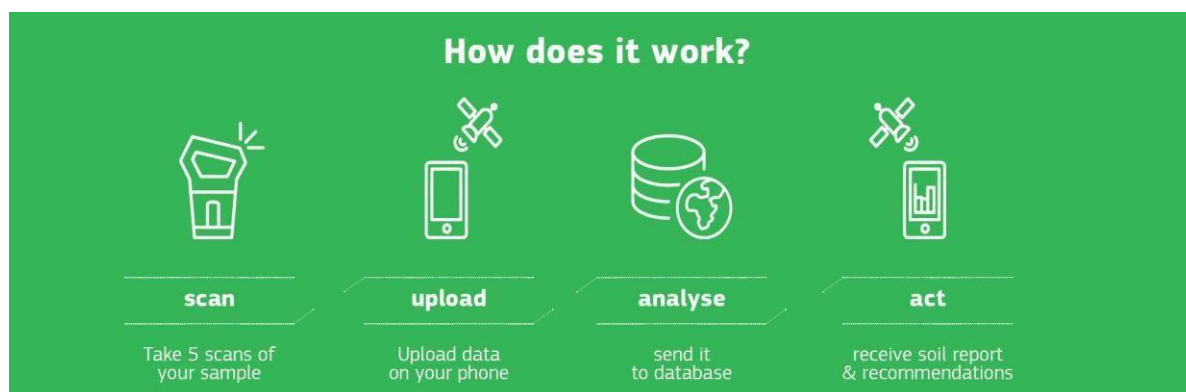 How does it work?
scan
Take 5 scans of
your sample
upload
Upload data
on your phone
analyse
send it
to database
act
receive soil report
& recommendations